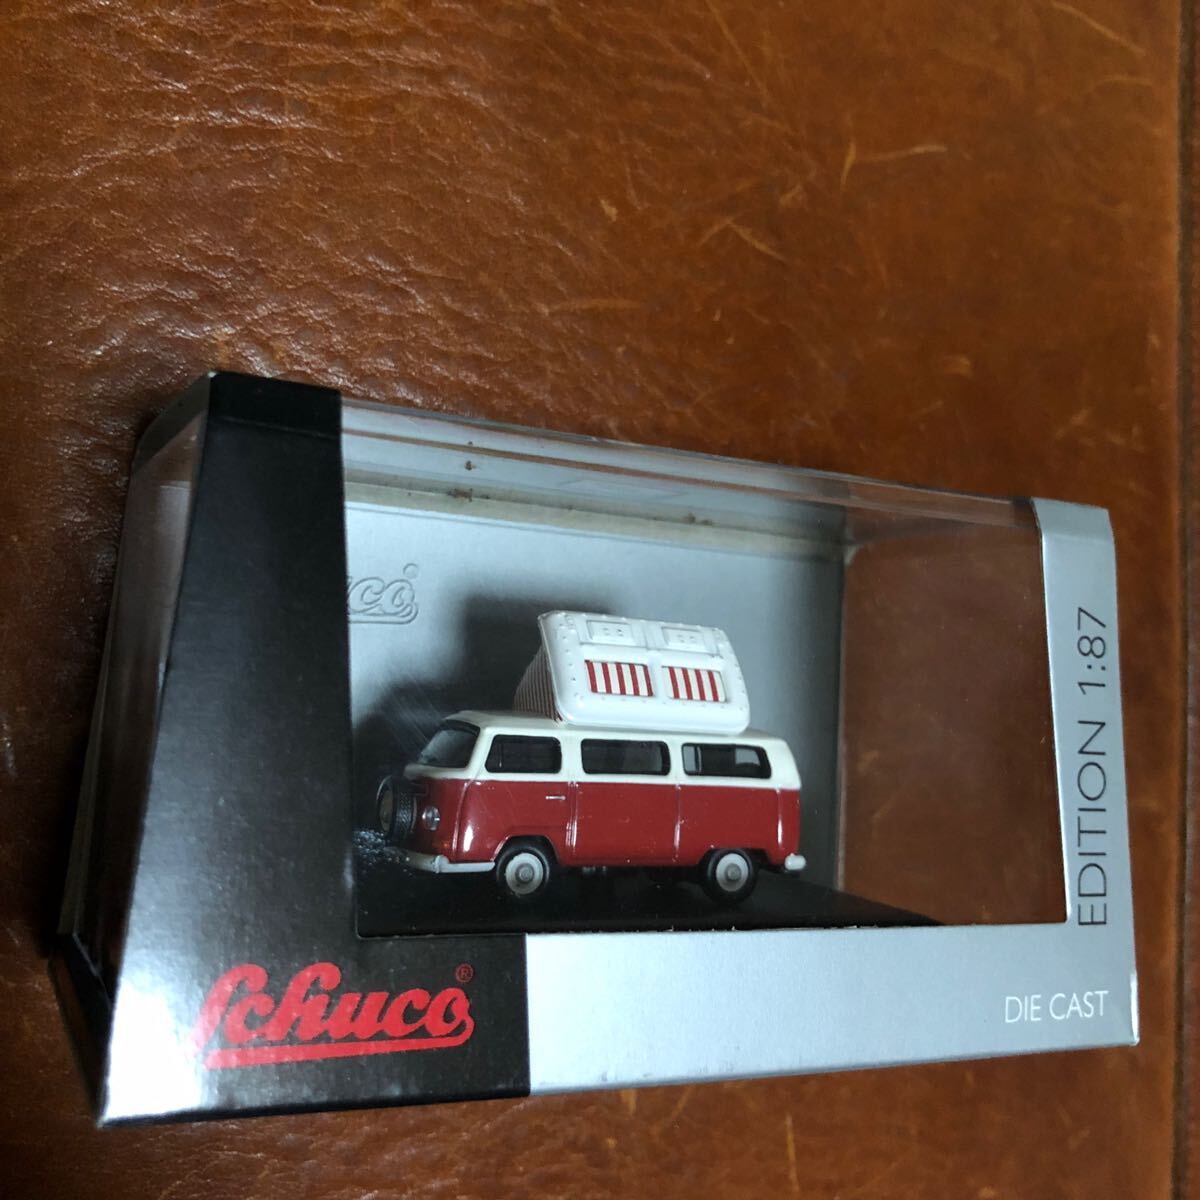 Schuco®
EDITION 1:87
DIE CAST